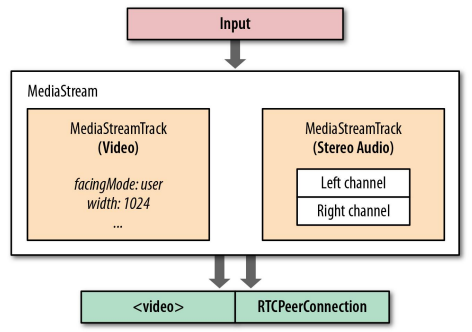 Input
MediaStream
MediaStreamTrack
(Video)
facingMode: user
width: 1024
...
MediaStreamTrack
(Stereo Audio)
Left channel
Right channel
<video>
RTCPeerConnection